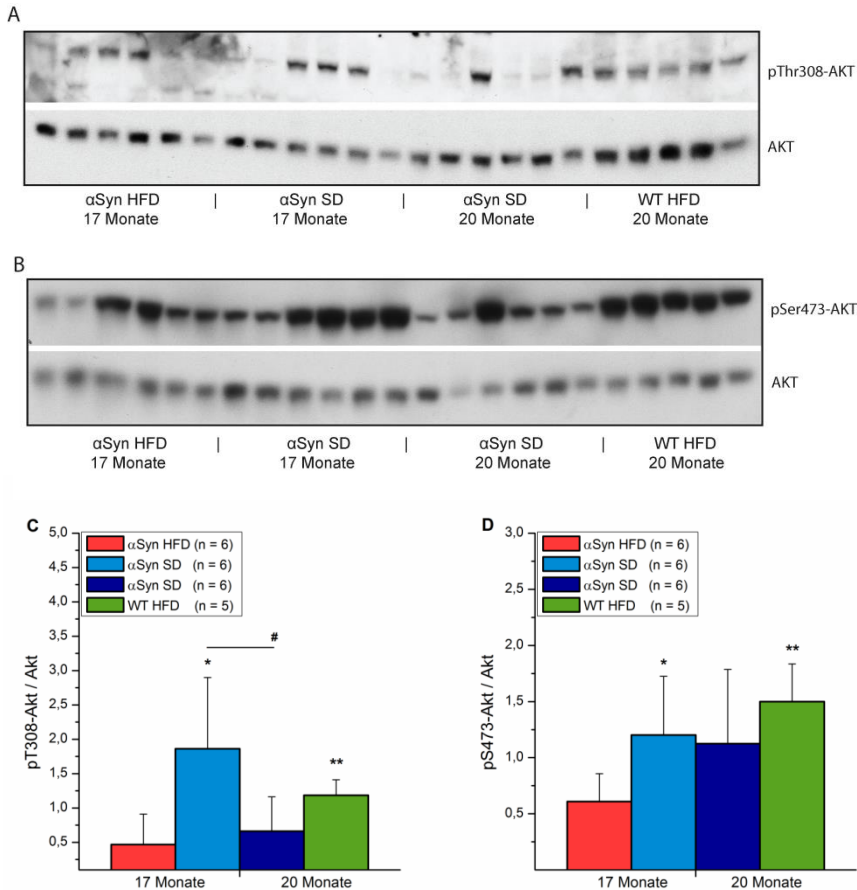 A
pThr308-AKT
AKT
αSyn HFD | αSyn SD | αSyn SD | WT HFD
17 Monate 17 Monate 20 Monate 20 Monate
B
pSer473-AKT
AKT
αSyn HFD | αSyn SD | αSyn SD | WT HFD
17 Monate 17 Monate 20 Monate 20 Monate
C
αSyn HFD (n = 6)
αSyn SD (n = 6)
αSyn SD (n = 6)
WT HFD (n = 5)
pT308-Akt / Akt
5,0
4,5
4,0
3,5
3,0
2,5
2,0
1,5
1,0
0,5
*
#
**
17 Monate 20 Monate
D
αSyn HFD (n = 6)
αSyn SD (n = 6)
αSyn SD (n = 6)
WT HFD (n = 5)
pS473-Akt / Akt
3,0
2,5
2,0
1,5
1,0
0,5
*
**
17 Monate 20 Monate